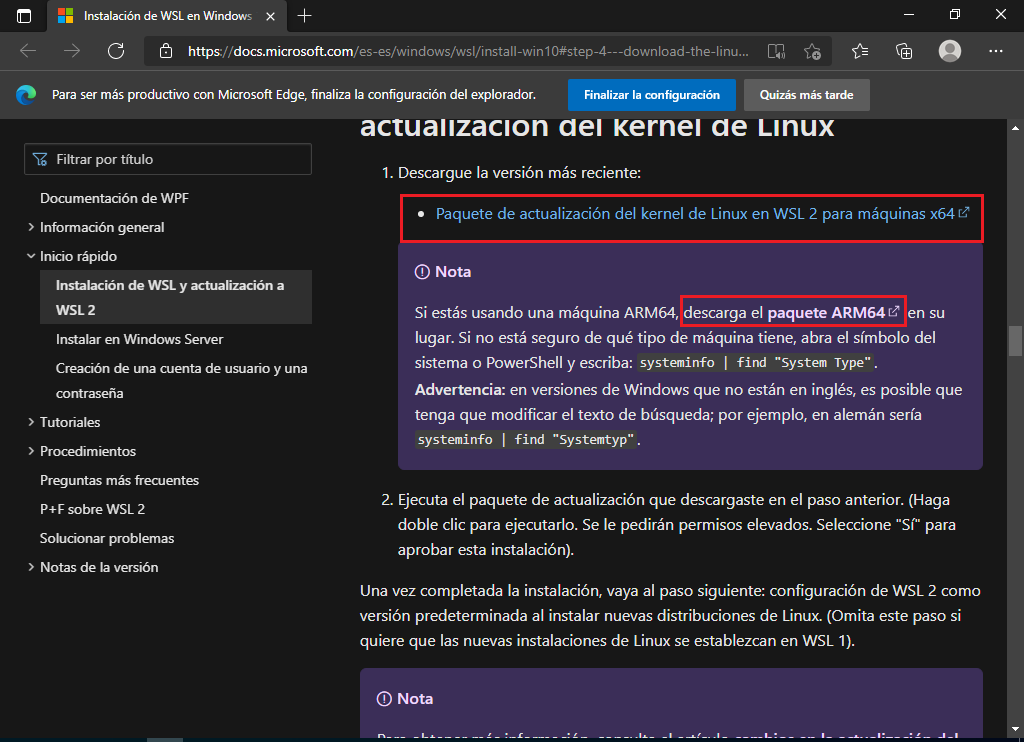 Instalación de WSL en Windows
https://docs.microsoft.com/es-es/windows/wsl/install-win10#step-4---download-the-linu...
Para ser más productivo con Microsoft Edge, finaliza la configuración del explorador.
Finalizar la configuración
Quizás más tarde
Filtrar por título
Documentación de WPF
Información general
Inicio rápido
Instalación de WSL y actualización a
WSL 2
Instalar en Windows Server
Creación de una cuenta de usuario y una
contraseña
Tutoriales
Procedimientos
Preguntas más frecuentes
P+F sobre WSL 2
Solucionar problemas
Notas de la versión
actualización del kernel de Linux
1. Descargue la versión más reciente:
• Paquete de actualización del kernel de Linux en WSL 2 para máquinas x64
Nota
Si estás usando una máquina ARM64, descarga el paquete ARM64 en su
lugar. Si no está seguro de qué tipo de máquina tiene, abra el símbolo del
sistema o PowerShell y escriba: systeminfo | find "System Type".
Advertencia: en versiones de Windows que no están en inglés, es posible que
tenga que modificar el texto de búsqueda; por ejemplo, en alemán sería
systeminfo | find "Systemtyp".
2. Ejecuta el paquete de actualización que descargaste en el paso anterior. (Haga
doble clic para ejecutarlo. Se le pedirán permisos elevados. Seleccione "Sí" para
aprobar esta instalación).
Una vez completada la instalación, vaya al paso siguiente: configuración de WSL 2 como
versión predeterminada al instalar nuevas distribuciones de Linux. (Omita este paso si
quiere que las nuevas instalaciones de Linux se establezcan en WSL 1).
Nota
Para obtener más información, consulte el artículo cambios en la actualización del